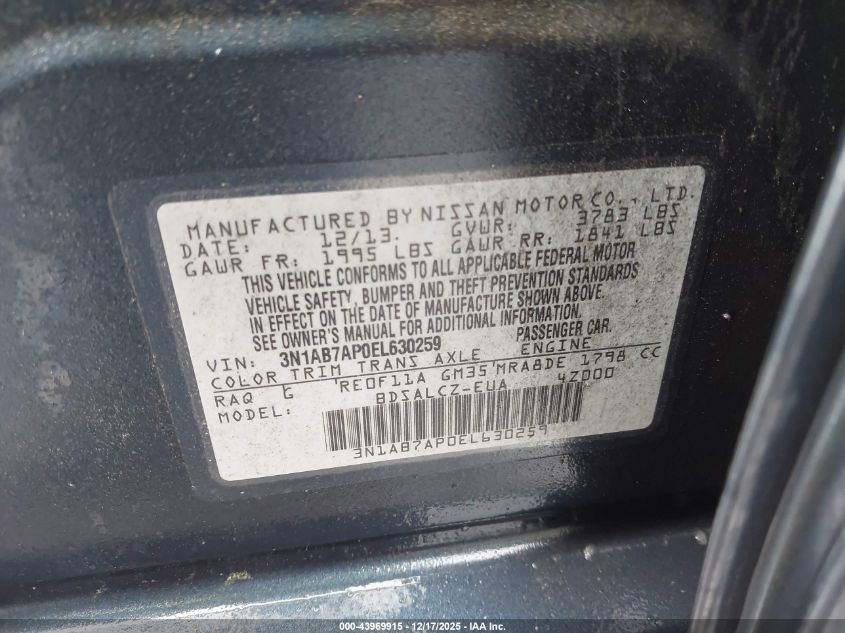 MANUFACTURED BY NISSAN MOTOR CO., LTD.
DATE: 12/13. GVWR: 3783 LBS
GAWR FR: 1995 LBS GAWR RR: 1841 LBS
THIS VEHICLE CONFORMS TO ALL APPLICABLE FEDERAL MOTOR
VEHICLE SAFETY, BUMPER AND THEFT PREVENTION STANDARDS
IN EFFECT ON THE DATE OF MANUFACTURE SHOWN ABOVE.
SEE OWNER'S MANUAL FOR ADDITIONAL INFORMATION.
VIN: 3N1AB7AP0EL630259 PASSENGER CAR.
COLOR TRIM TRANS AXLE ENGINE
RAQ G RE0F11A GM35 MRA8DE 1798 CC
MODEL: BDSALCZ-EUA 4Z000
3N1AB7AP0EL630259
000-43969915 - 12/17/2025 - IAA Inc.